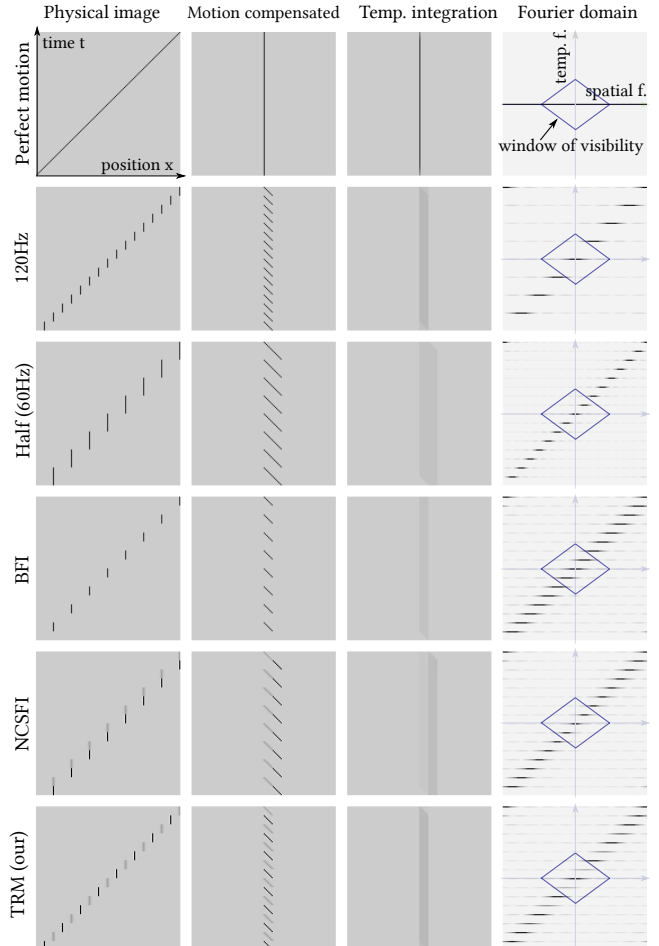 Physical image
Motion compensated
Temp. integration
Fourier domain
Perfect motion
time t
position x
temp. f.
spatial f.
window of visibility
120Hz
Half (60Hz)
BFI
NCSFI
TRM (our)